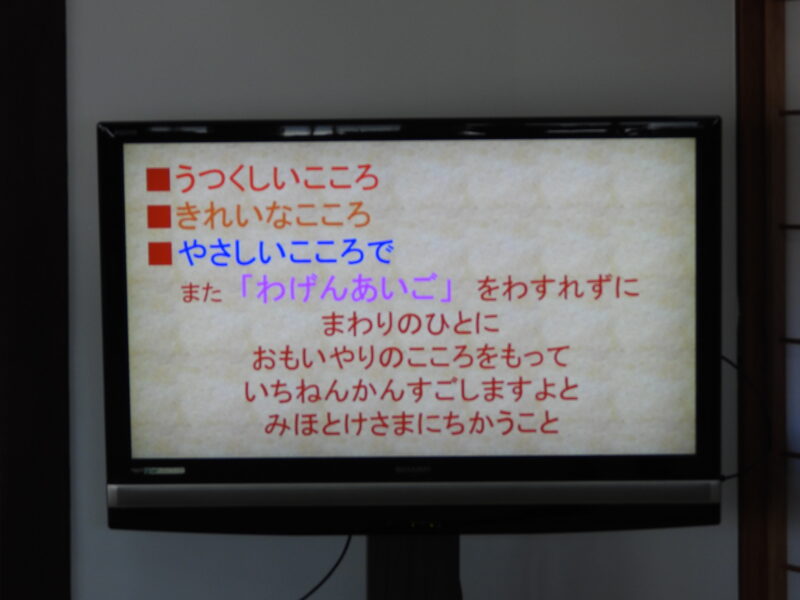 ■うつくしいこころ
■きれいなこころ
■やさしいこころで
また「わげんあいご」をわすれずに
まわりのひとに
おもいやりのこころをもって
いちねんかんすごしますよと
みほとけさまにちかうこと